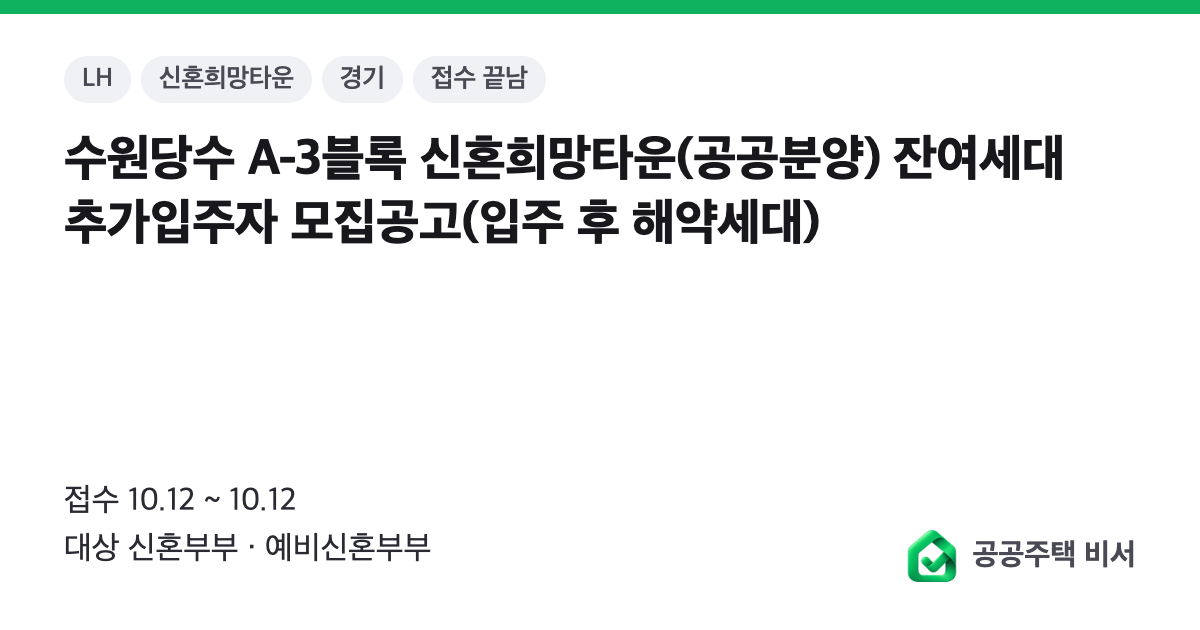 LH 신혼희망타운 경기 접수 끝남
수원당수 A-3블록 신혼희망타운(공공분양) 잔여세대
추가입주자 모집공고(입주 후 해약세대)
접수 10.12 ~ 10.12
대상 신혼부부 · 예비신혼부부
공공주택 비서